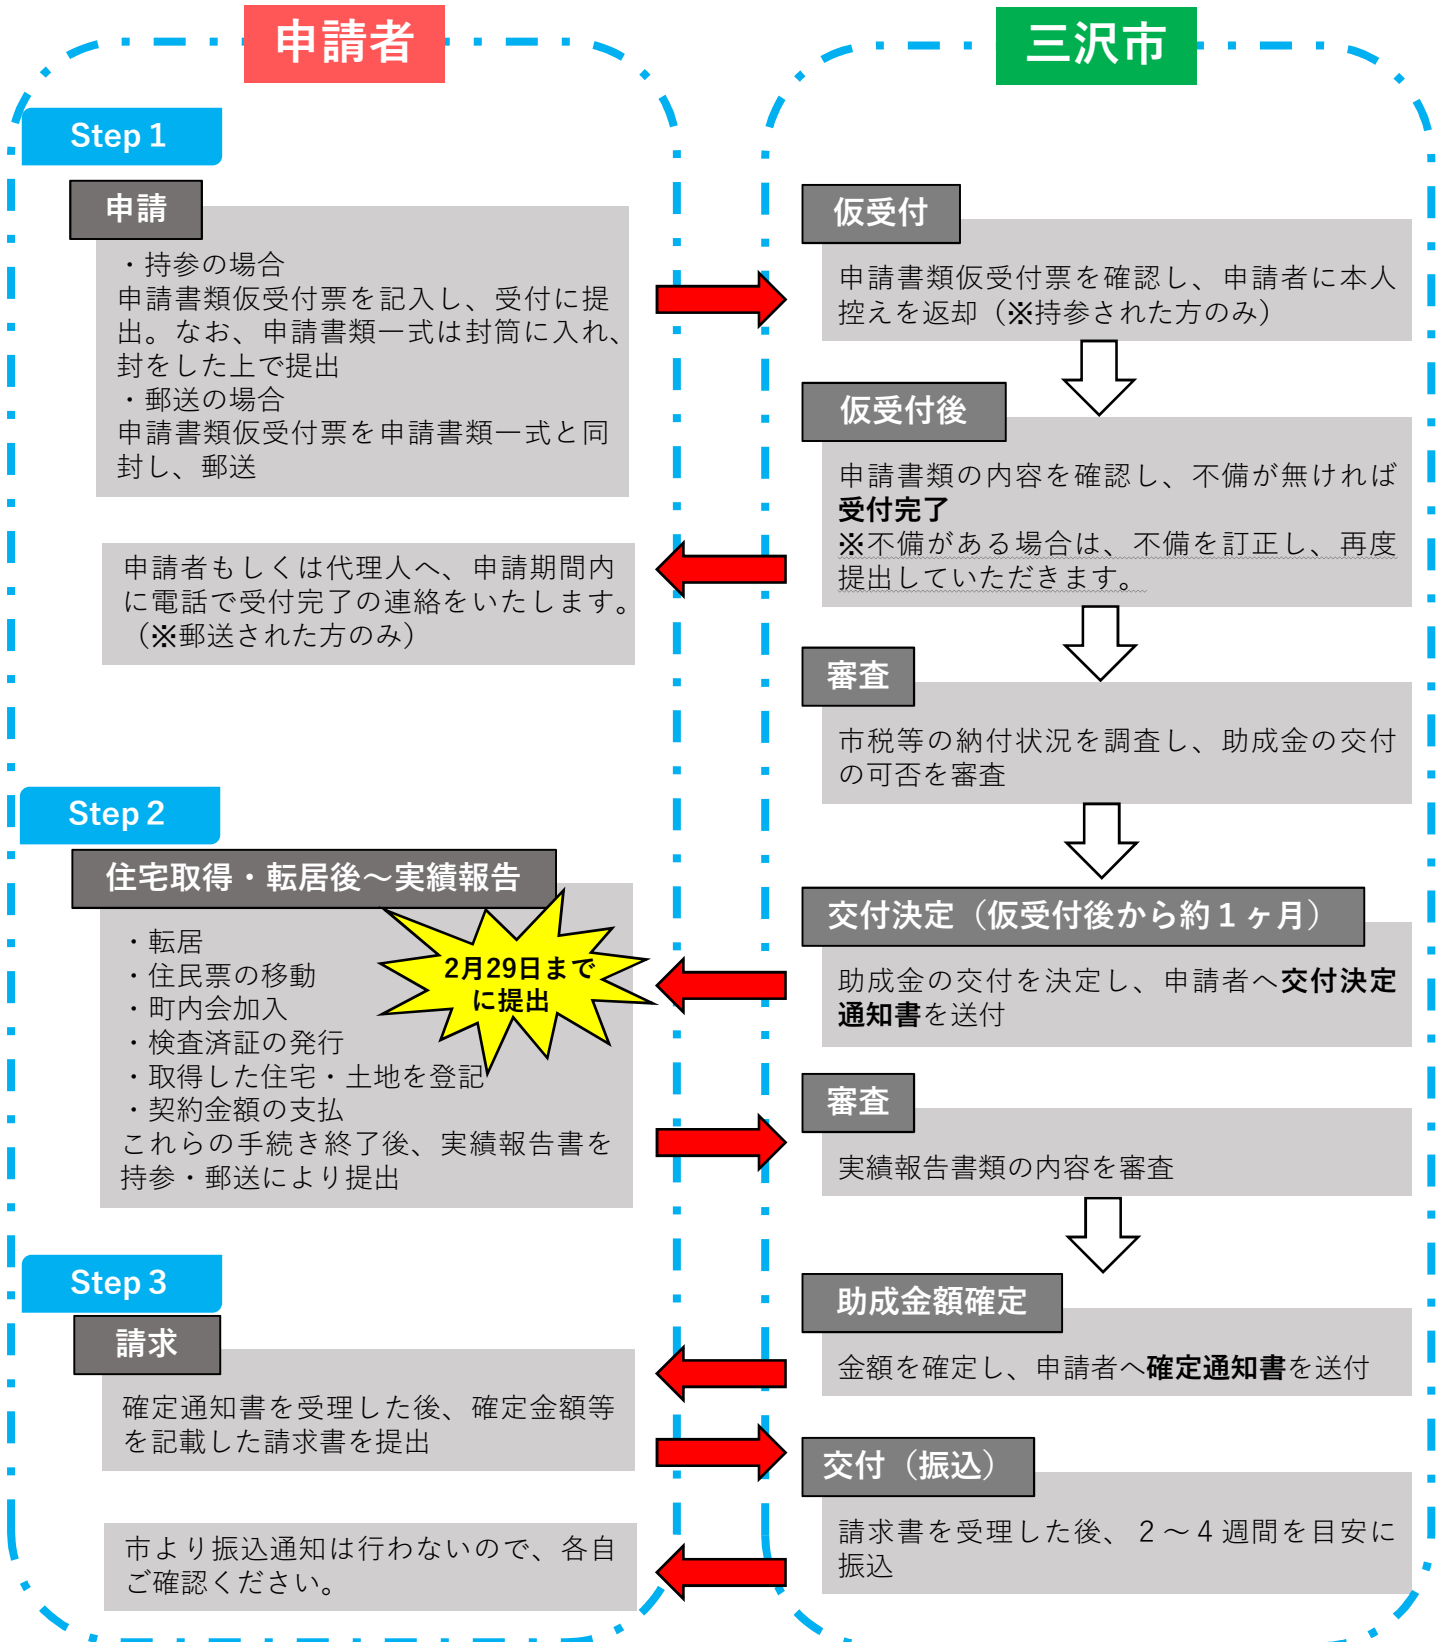 申請者
三沢市
Step 1
申請
・持参の場合
申請書類仮受付票を記入し、受付に提
出。なお、申請書類一式は封筒に入れ、
封をした上で提出
・郵送の場合
申請書類仮受付票を申請書類一式と同
封し、郵送
仮受付
申請書類仮受付票を確認し、申請者に本人
控えを返却（※持参された方のみ）
仮受付後
申請書類の内容を確認し、不備が無ければ
受付完了
※不備がある場合は、不備を訂正し、再度
提出していただきます。
申請者もしくは代理人へ、申請期間内
に電話で受付完了の連絡をいたします。
（※郵送された方のみ）
審査
市税等の納付状況を調査し、助成金の交付
の可否を審査
Step 2
住宅取得・転居後～実績報告
・転居
・住民票の移動
・町内会加入
・検査済証の発行
・取得した住宅・土地を登記
・契約金額の支払
これらの手続き終了後、実績報告書を
持参・郵送により提出
2月29日まで
に提出
交付決定（仮受付後から約１ヶ月）
助成金の交付を決定し、申請者へ交付決定
通知書を送付
審査
実績報告書類の内容を審査
Step 3
請求
確定通知書を受理した後、確定金額等
を記載した請求書を提出
助成金額確定
金額を確定し、申請者へ確定通知書を送付
交付（振込）
請求書を受理した後、２～４週間を目安に
振込
市より振込通知は行わないので、各自
ご確認ください。